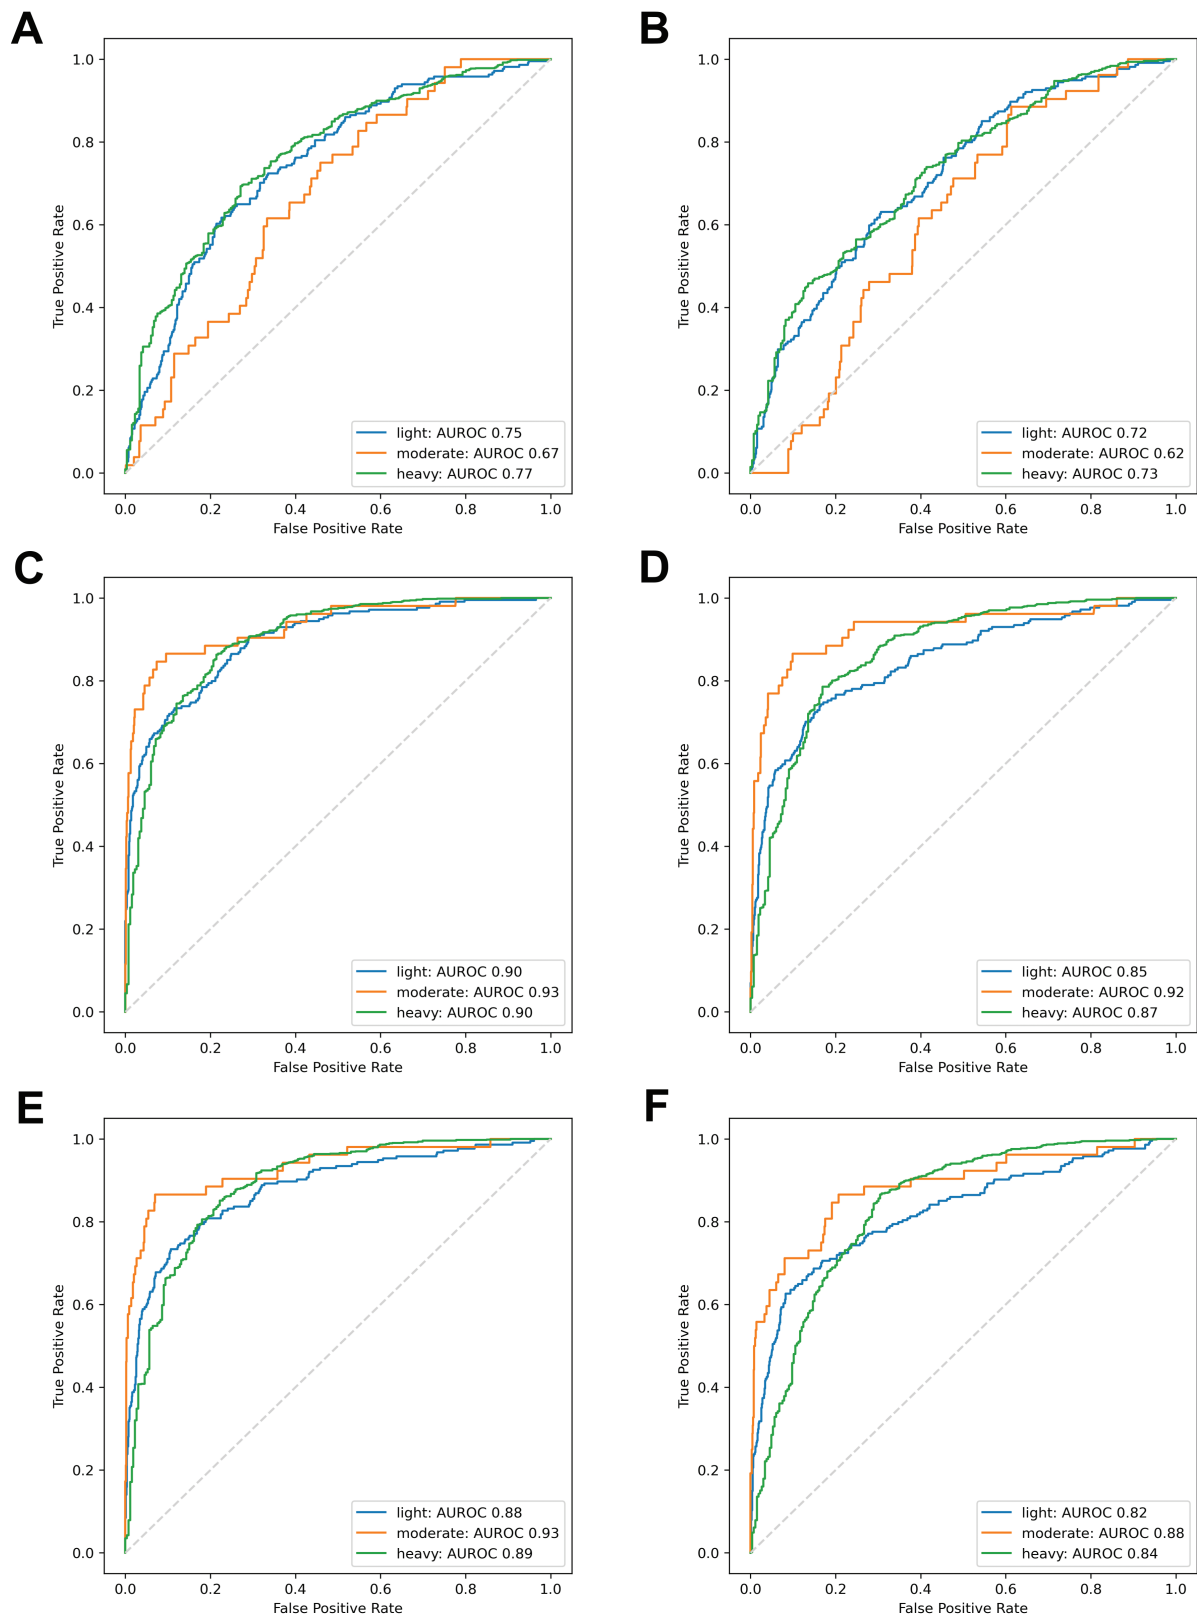 A
1.0
0.8
0.6
0.4
0.2
0.0
True Positive Rate
light: AUROC 0.75
moderate: AUROC 0.67
heavy: AUROC 0.77
0.0 0.2 0.4 0.6 0.8 1.0
False Positive Rate
B
1.0
0.8
0.6
0.4
0.2
0.0
True Positive Rate
light: AUROC 0.72
moderate: AUROC 0.62
heavy: AUROC 0.73
0.0 0.2 0.4 0.6 0.8 1.0
False Positive Rate
C
1.0
0.8
0.6
0.4
0.2
0.0
True Positive Rate
light: AUROC 0.90
moderate: AUROC 0.93
heavy: AUROC 0.90
0.0 0.2 0.4 0.6 0.8 1.0
False Positive Rate
D
1.0
0.8
0.6
0.4
0.2
0.0
True Positive Rate
light: AUROC 0.85
moderate: AUROC 0.92
heavy: AUROC 0.87
0.0 0.2 0.4 0.6 0.8 1.0
False Positive Rate
E
1.0
0.8
0.6
0.4
0.2
0.0
True Positive Rate
light: AUROC 0.88
moderate: AUROC 0.93
heavy: AUROC 0.89
0.0 0.2 0.4 0.6 0.8 1.0
False Positive Rate
F
1.0
0.8
0.6
0.4
0.2
0.0
True Positive Rate
light: AUROC 0.82
moderate: AUROC 0.88
heavy: AUROC 0.84
0.0 0.2 0.4 0.6 0.8 1.0
False Positive Rate